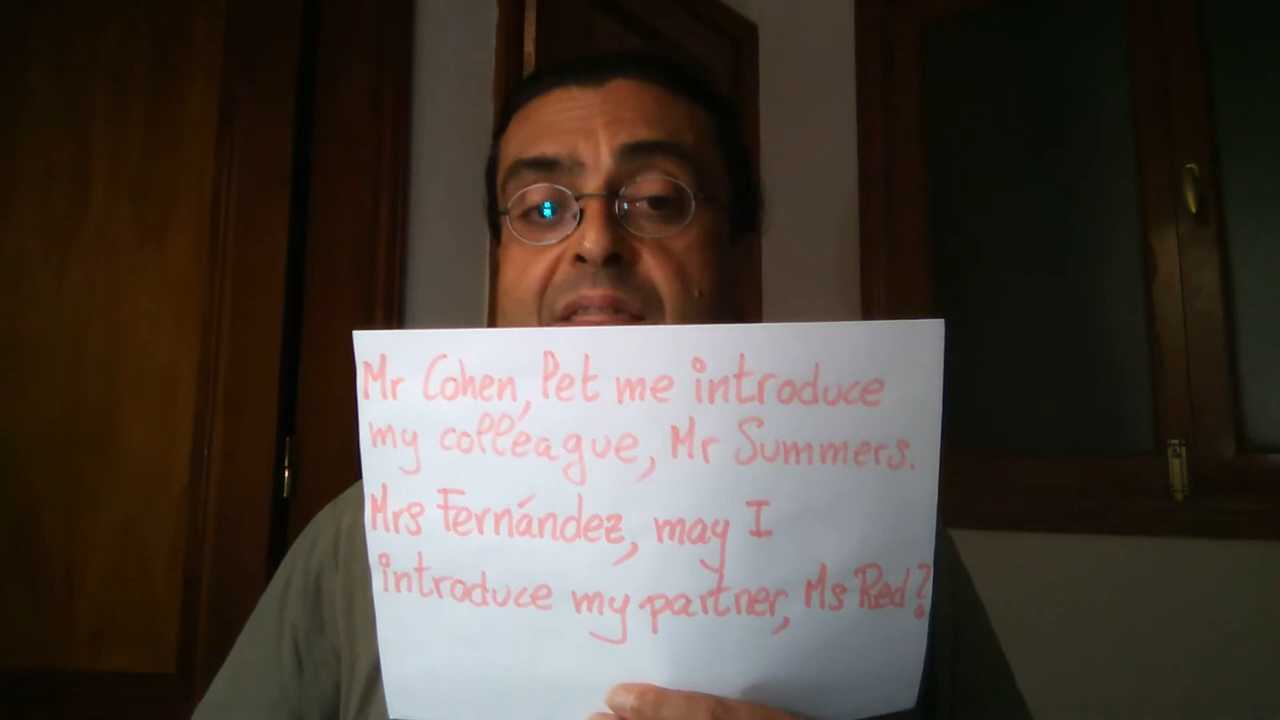 Mr Cohen, let me introduce
my colleague, Mr Summers.
Mrs Fernández, may I
introduce my partner, Ms Red?